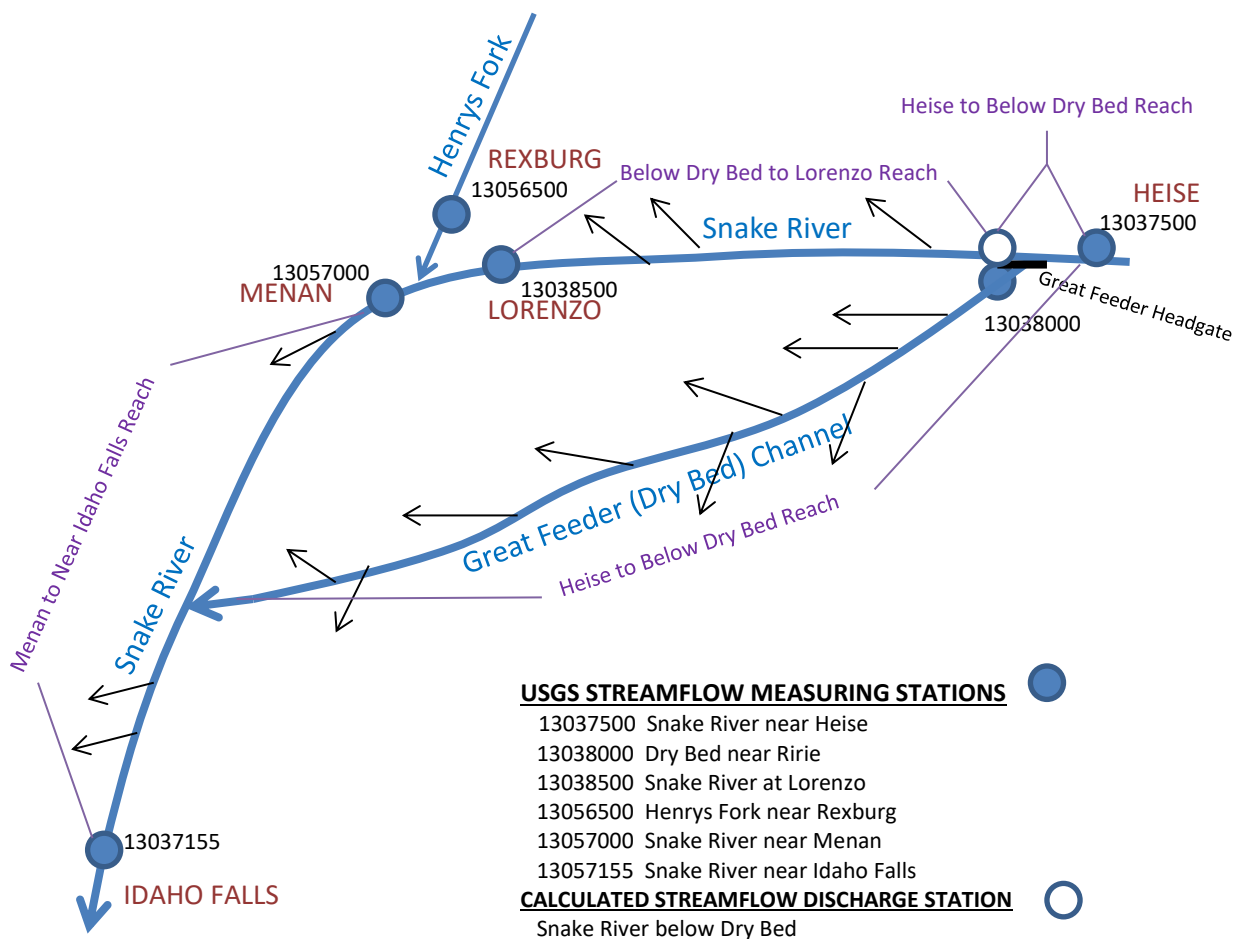 Henrys Fork
Heise to Below Dry Bed Reach
REXBURG
13056500
Below Dry Bed to Lorenzo Reach
HEISE
13037500
Snake River
13057000
MENAN
13038500
LORENZO
Great Feeder Headgate
13038000
Menan to Near Idaho Falls Reach
Great Feeder (Dry Bed) Channel
Heise to Below Dry Bed Reach
Snake River
13037155
IDAHO FALLS
USGS STREAMFLOW MEASURING STATIONS
13037500 Snake River near Heise
13038000 Dry Bed near Ririe
13038500 Snake River at Lorenzo
13056500 Henrys Fork near Rexburg
13057000 Snake River near Menan
13057155 Snake River near Idaho Falls
CALCULATED STREAMFLOW DISCHARGE STATION
Snake River below Dry Bed